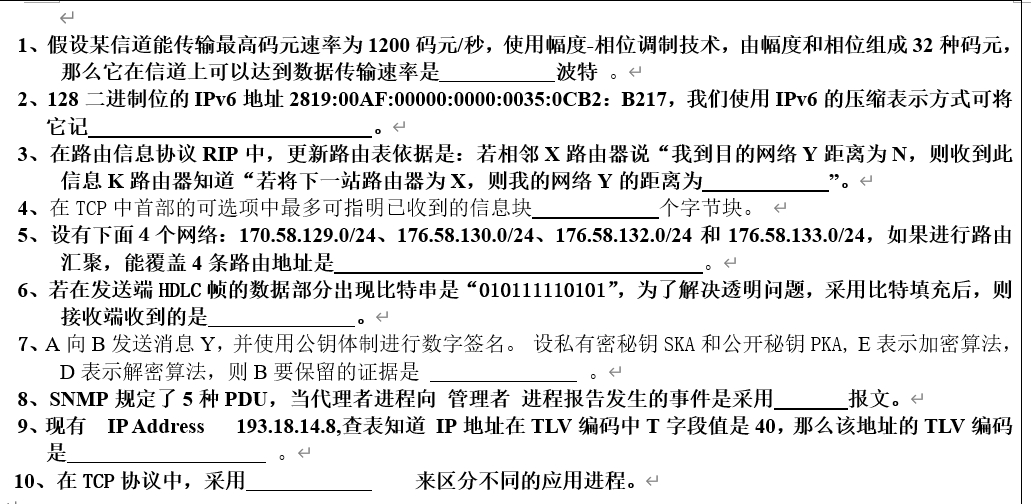 1、假设某信道能传输最高码元速率为 1200 码元/秒，使用幅度-相位调制技术，由幅度和相位组成 32 种码元，
那么它在信道上可以达到数据传输速率是__________波特 。
2、128 二进制位的 IPv6 地址 2819:00AF:00000:0000:0035:0CB2：B217，我们使用 IPv6 的压缩表示方式可将
它记__________________________。
3、在路由信息协议 RIP 中，更新路由表依据是：若相邻 X 路由器说“我到目的网络 Y 距离为 N，则收到此
信息 K 路由器知道“若将下一站路由器为 X，则我的网络 Y 的距离为____________”。
4、在 TCP 中首部的可选项中最多可指明已收到的信息块____________个字节块。
5、设有下面 4 个网络：170.58.129.0/24、176.58.130.0/24、176.58.132.0/24 和 176.58.133.0/24，如果进行路由
汇聚，能覆盖 4 条路由地址是__________________________________。
6、若在发送端 HDLC 帧的数据部分出现比特串是“010111110101”，为了解决透明问题，采用比特填充后，则
接收端收到的是______________。
7、A 向 B 发送消息 Y，并使用公钥体制进行数字签名。 设私有密秘钥 SKA 和公开秘钥 PKA, E 表示加密算法，
D 表示解密算法，则 B 要保留的证据是 ______________ 。
8、SNMP 规定了 5 种 PDU，当代理者进程向 管理者 进程报告发生的事件是采用_______报文。
9、现有 IP Address 193.18.14.8,查表知道 IP 地址在 TLV 编码中 T 字段值是 40，那么该地址的 TLV 编码
是__________________ 。
10、在 TCP 协议中，采用____________ 来区分不同的应用进程。